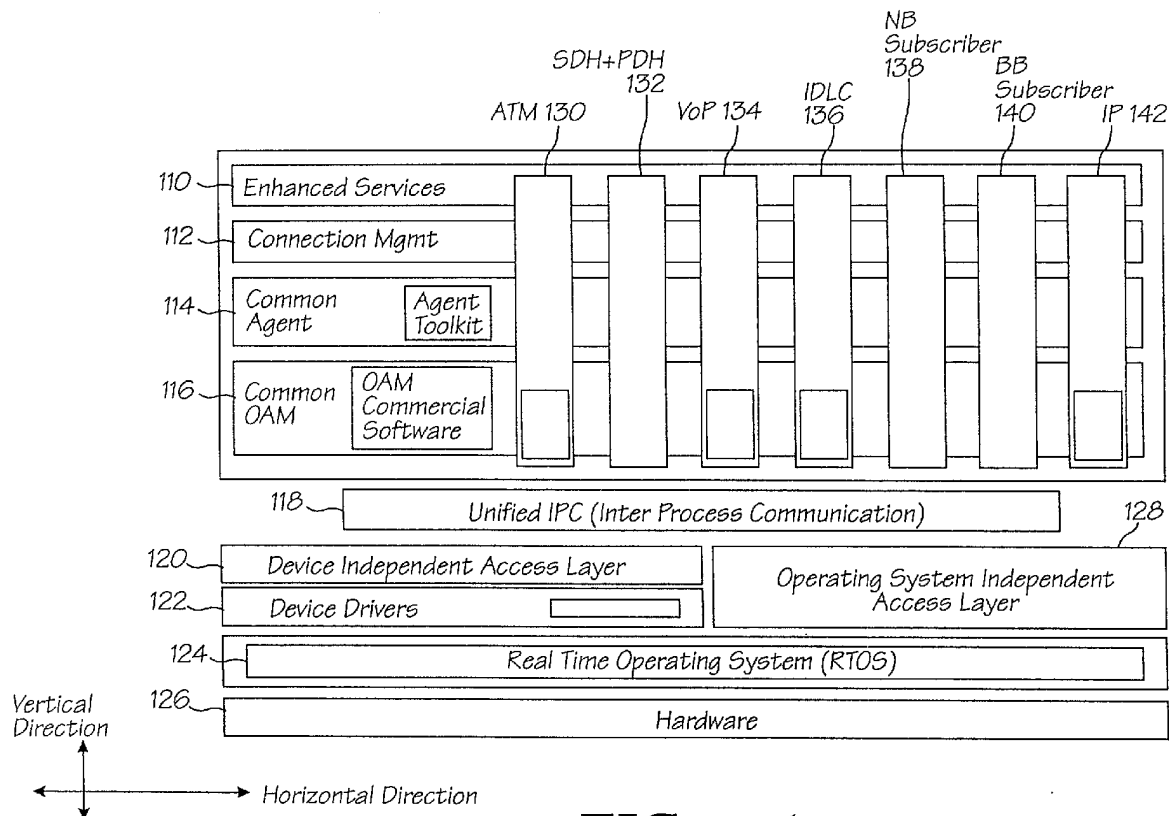 NB
Subscriber
138
SDH+PDH
132
BB
Subscriber
140
ATM 130
VoP 134
IDLC
136
IP 142
110
Enhanced Services
112
Connection Mgmt
114
Common
Agent
Agent
Toolkit
116
Common
OAM
OAM
Commercial
Software
118
Unified IPC (Inter Process Communication)
128
120
Device Independent Access Layer
Operating System Independent
Access Layer
122
Device Drivers
124
Real Time Operating System (RTOS)
126
Hardware
Vertical
Direction
Horizontal Direction